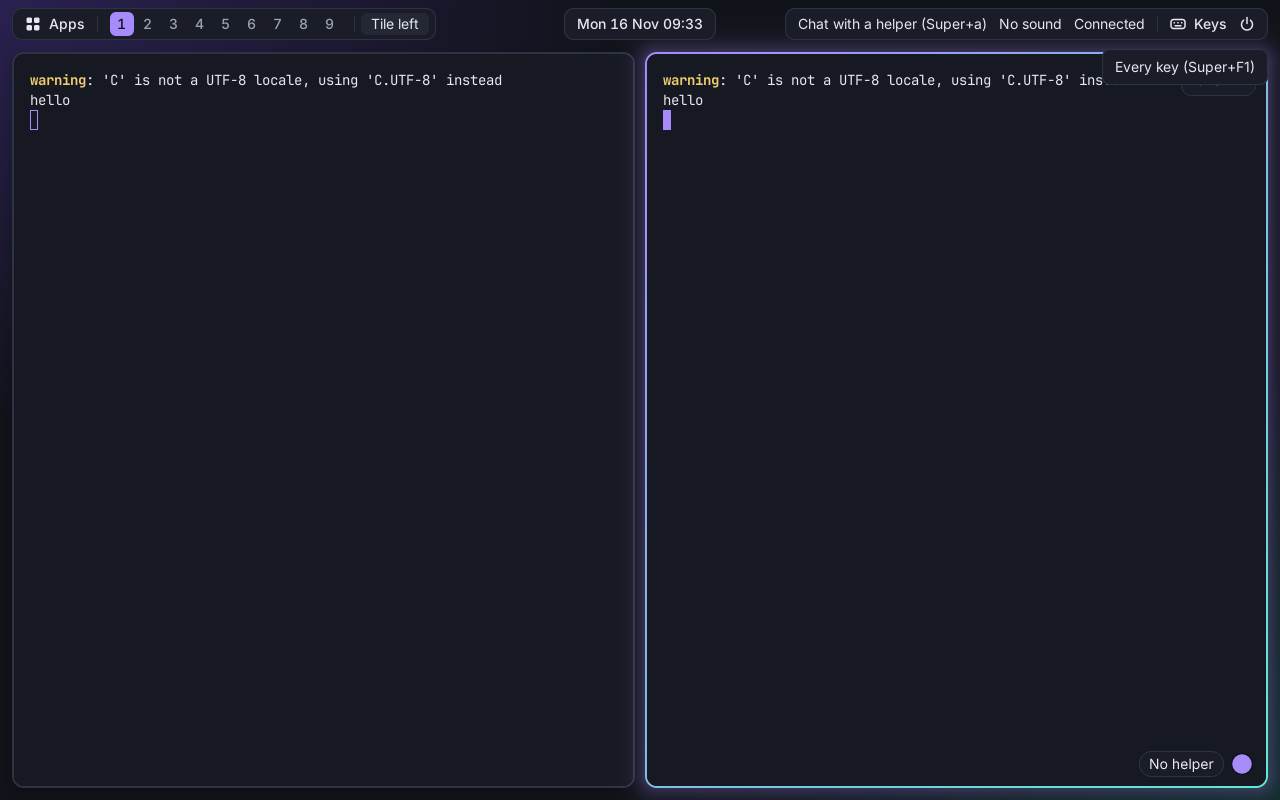 Apps 1 2 3 4 5 6 7 8 9 Tile left Mon 16 Nov 09:33 Chat with a helper (Super+a) No sound Connected Keys
Every key (Super+F1)
warning: 'C' is not a UTF-8 locale, using 'C.UTF-8' instead
hello
warning: 'C' is not a UTF-8 locale, using 'C.UTF-8'
hello
No helper